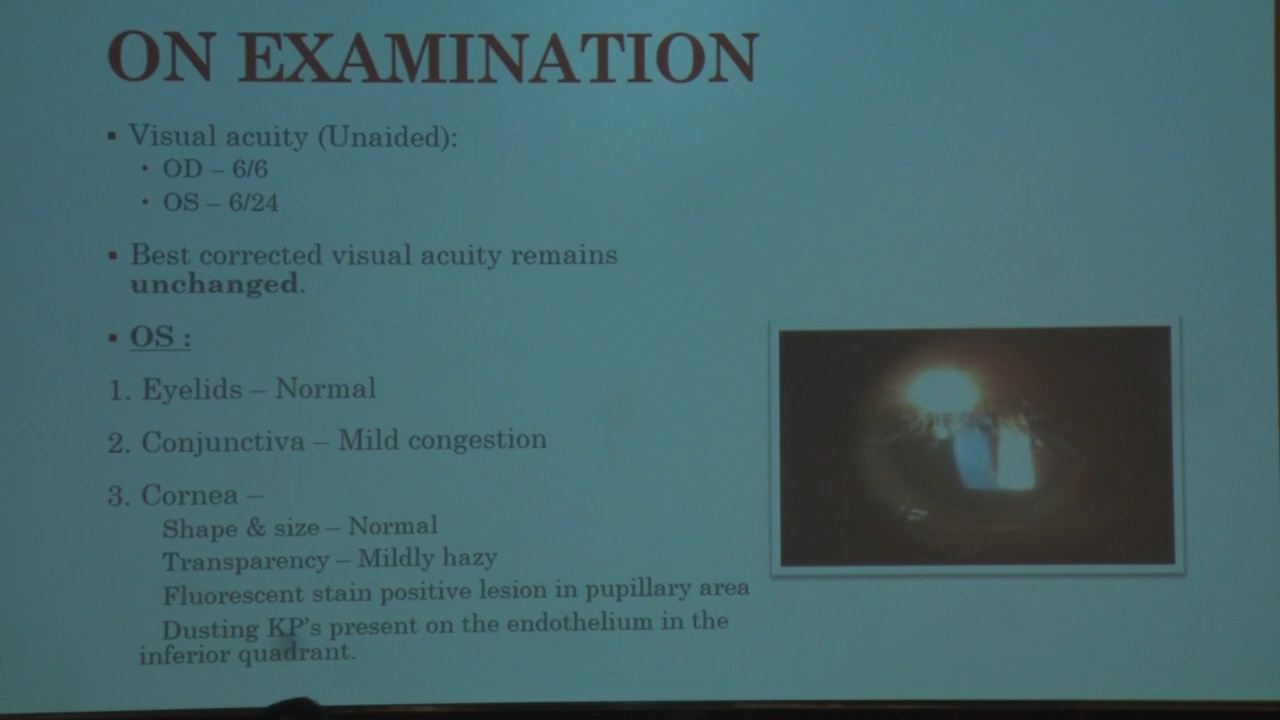 ON EXAMINATION
▪ Visual acuity (Unaided):
• OD – 6/6
• OS – 6/24
▪ Best corrected visual acuity remains
unchanged.
▪ OS :
1. Eyelids – Normal
2. Conjunctiva – Mild congestion
3. Cornea –
Shape & size – Normal
Transparency – Mildly hazy
Fluorescent stain positive lesion in pupillary area
Dusting KP's present on the endothelium in the
inferior quadrant.